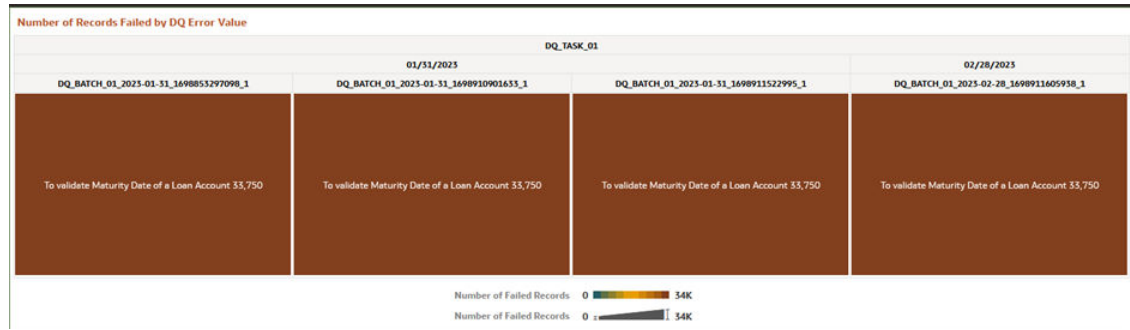 Number of Records Failed by DQ Error Value
DQ_TASK_01
01/31/2023 02/28/2023
DQ_BATCH_01_2023-01-31_1698853297098_1 DQ_BATCH_01_2023-01-31_1698910901633_1 DQ_BATCH_01_2023-01-31_1698911522995_1 DQ_BATCH_01_2023-02-28_1698911605938_1
To validate Maturity Date of a Loan Account 33,750 To validate Maturity Date of a Loan Account 33,750 To validate Maturity Date of a Loan Account 33,750 To validate Maturity Date of a Loan Account 33,750
Number of Failed Records 0 34K
Number of Failed Records 0 34K